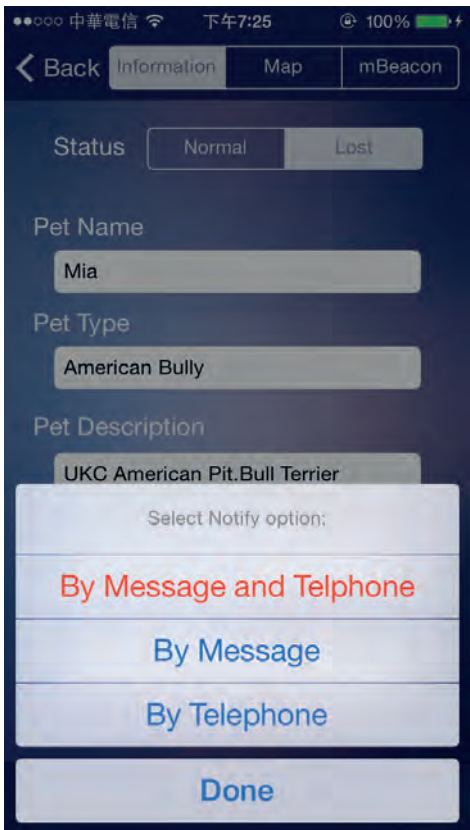 中華電信 下午7:25 100%
Back Information Map mBeacon
Status Normal Lost
Pet Name
Mia
Pet Type
American Bully
Pet Description
UKC American Pit.Bull Terrier
Select Notify option:
By Message and Telphone
By Message
By Telephone
Done